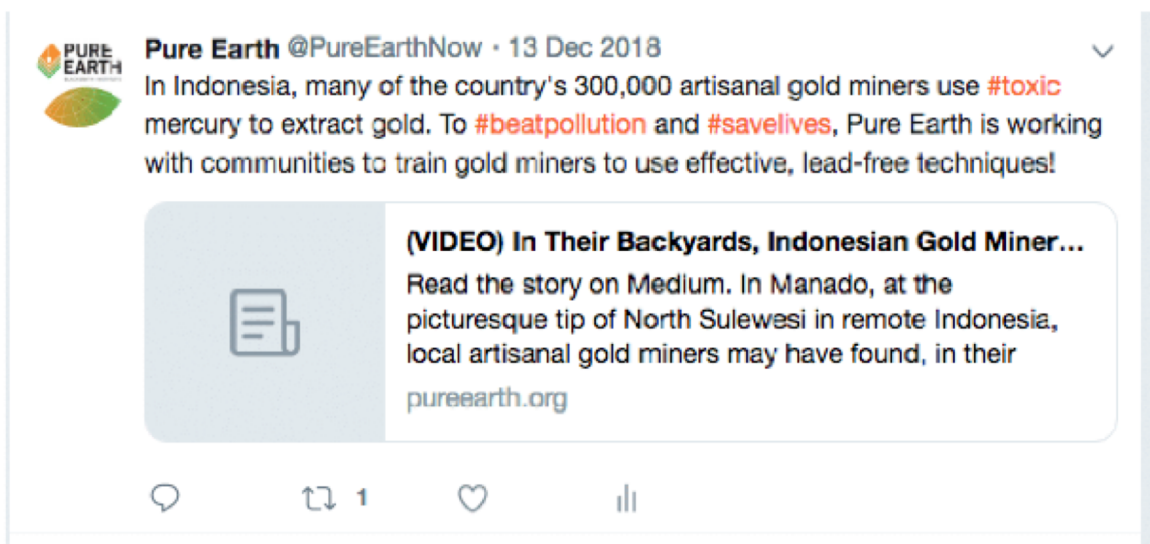 PURE
EARTH
Pure Earth @PureEarthNow · 13 Dec 2018
In Indonesia, many of the country's 300,000 artisanal gold miners use #toxic
mercury to extract gold. To #beatpollution and #savelives, Pure Earth is working
with communities to train gold miners to use effective, lead-free techniques!
(VIDEO) In Their Backyards, Indonesian Gold Miner...
Read the story on Medium. In Manado, at the
picturesque tip of North Sulewesi in remote Indonesia,
local artisanal gold miners may have found, in their
pureearth.org
1